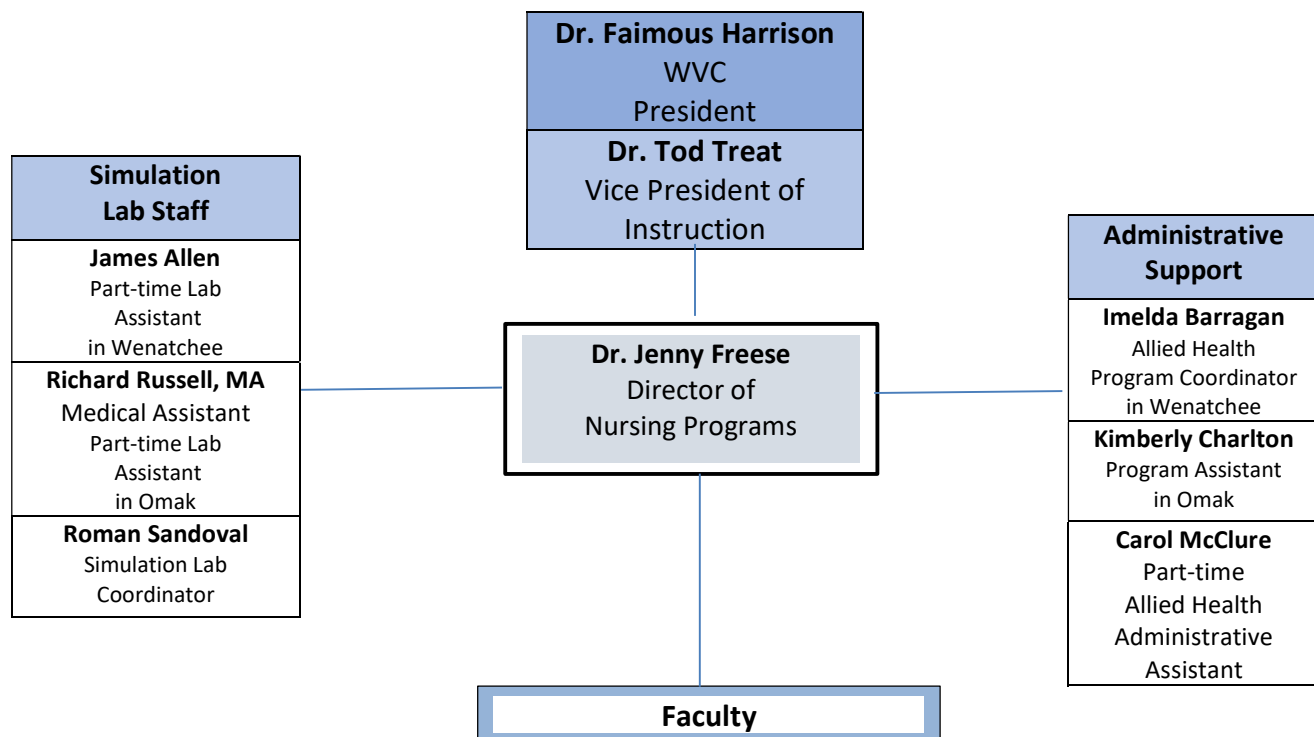 Dr. Faimous Harrison
WVC
President
Dr. Tod Treat
Vice President of
Instruction
Simulation
Lab Staff
James Allen
Part-time Lab
Assistant
in Wenatchee
Richard Russell, MA
Medical Assistant
Part-time Lab
Assistant
in Omak
Roman Sandoval
Simulation Lab
Coordinator
Dr. Jenny Freese
Director of
Nursing Programs
Administrative
Support
Imelda Barragan
Allied Health
Program Coordinator
in Wenatchee
Kimberly Charlton
Program Assistant
in Omak
Carol McClure
Part-time
Allied Health
Administrative
Assistant
Faculty